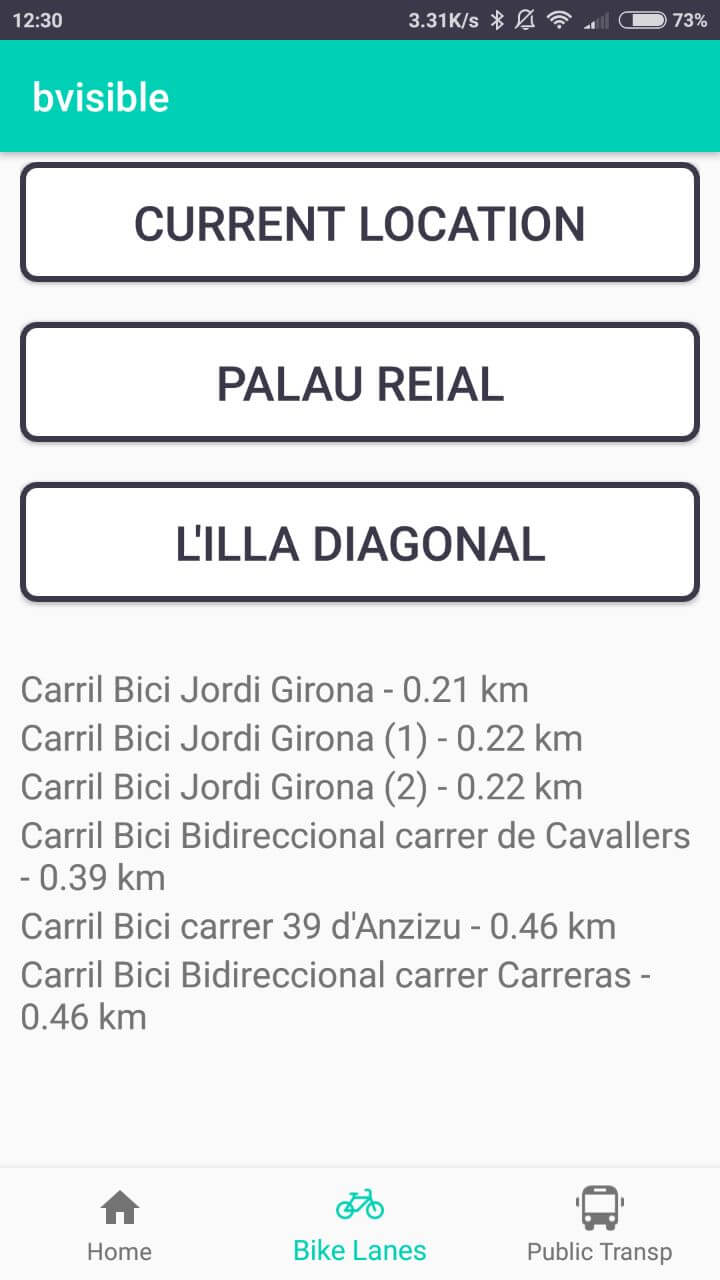 12:30 3.31K/s 73%
bvisible
CURRENT LOCATION
PALAU REIAL
L'ILLA DIAGONAL
Carril Bici Jordi Girona - 0.21 km
Carril Bici Jordi Girona (1) - 0.22 km
Carril Bici Jordi Girona (2) - 0.22 km
Carril Bici Bidireccional carrer de Cavallers
- 0.39 km
Carril Bici carrer 39 d'Anzizu - 0.46 km
Carril Bici Bidireccional carrer Carreras -
0.46 km
Home Bike Lanes Public Transp